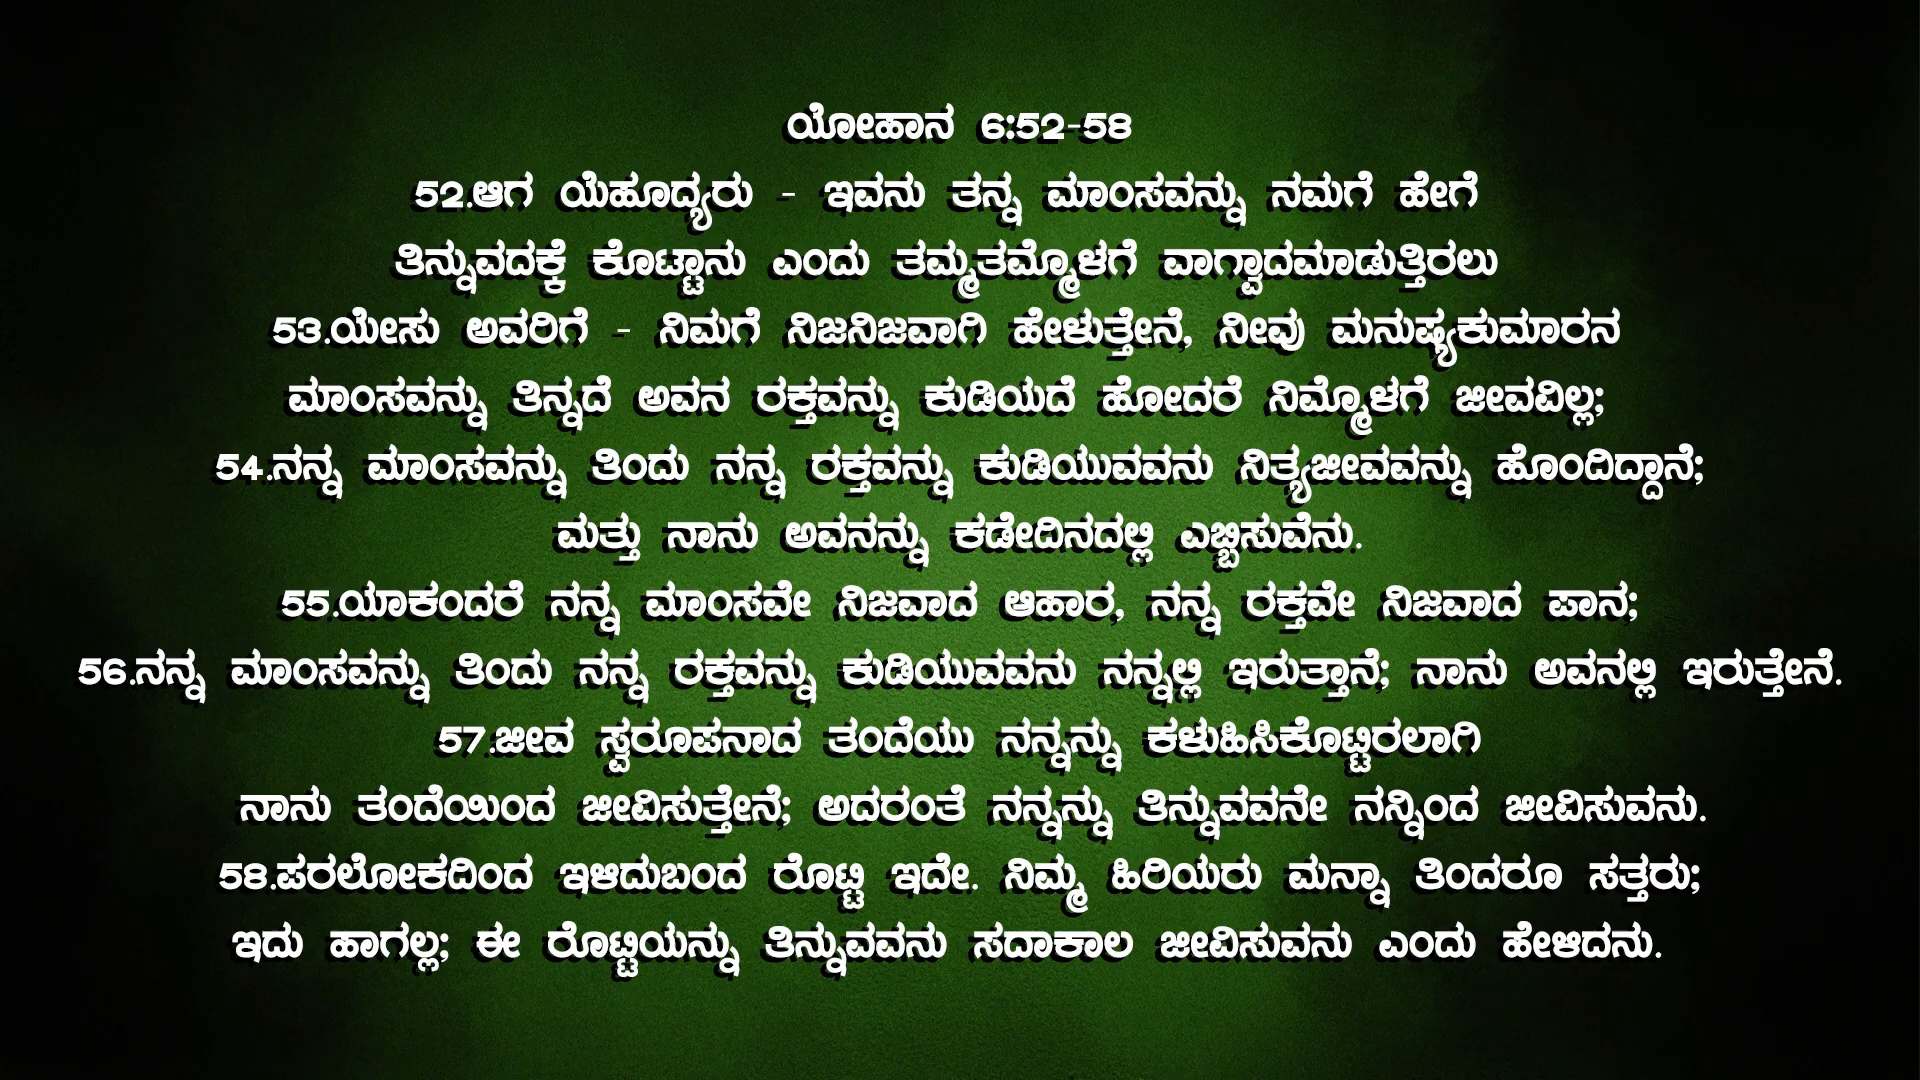 ಯೋಹಾನ 6:52-58
52.ಆಗ ಯೆಹೂದ್ಯರು - ಇವನು ತನ್ನ ಮಾಂಸವನ್ನು ನಮಗೆ ಹೇಗೆ
ತಿನ್ನುವದಕ್ಕೆ ಕೊಟ್ಟಾನು ಎಂದು ತಮ್ಮತಮ್ಮೊಳಗೆ ವಾಗ್ವಾದಮಾಡುತ್ತಿರಲು
53.ಯೇಸು ಅವರಿಗೆ - ನಿಮಗೆ ನಿಜನಿಜವಾಗಿ ಹೇಳುತ್ತೇನೆ, ನೀವು ಮನುಷ್ಯಕುಮಾರನ
ಮಾಂಸವನ್ನು ತಿನ್ನದೆ ಅವನ ರಕ್ತವನ್ನು ಕುಡಿಯದೆ ಹೋದರೆ ನಿಮ್ಮೊಳಗೆ ಜೀವವಿಲ್ಲ;
54.ನನ್ನ ಮಾಂಸವನ್ನು ತಿಂದು ನನ್ನ ರಕ್ತವನ್ನು ಕುಡಿಯುವವನು ನಿತ್ಯಜೀವವನ್ನು ಹೊಂದಿದ್ದಾನೆ;
ಮತ್ತು ನಾನು ಅವನನ್ನು ಕಡೇದಿನದಲ್ಲಿ ಎಬ್ಬಿಸುವೆನು.
55.ಯಾಕಂದರೆ ನನ್ನ ಮಾಂಸವೇ ನಿಜವಾದ ಆಹಾರ, ನನ್ನ ರಕ್ತವೇ ನಿಜವಾದ ಪಾನ;
56.ನನ್ನ ಮಾಂಸವನ್ನು ತಿಂದು ನನ್ನ ರಕ್ತವನ್ನು ಕುಡಿಯುವವನು ನನ್ನಲ್ಲಿ ಇರುತ್ತಾನೆ; ನಾನು ಅವನಲ್ಲಿ ಇರುತ್ತೇನೆ.
57.ಜೀವ ಸ್ವರೂಪನಾದ ತಂದೆಯು ನನ್ನನ್ನು ಕಳುಹಿಸಿಕೊಟ್ಟಿರಲಾಗಿ
ನಾನು ತಂದೆಯಿಂದ ಜೀವಿಸುತ್ತೇನೆ; ಅದರಂತೆ ನನ್ನನ್ನು ತಿನ್ನುವವನೇ ನನ್ನಿಂದ ಜೀವಿಸುವನು.
58.ಪರಲೋಕದಿಂದ ಇಳಿದುಬಂದ ರೊಟ್ಟಿ ಇದೇ. ನಿಮ್ಮ ಹಿರಿಯರು ಮನ್ನಾ ತಿಂದರೂ ಸತ್ತರು;
ಇದು ಹಾಗಲ್ಲ; ಈ ರೊಟ್ಟಿಯನ್ನು ತಿನ್ನುವವನು ಸದಾಕಾಲ ಜೀವಿಸುವನು ಎಂದು ಹೇಳಿದನು.